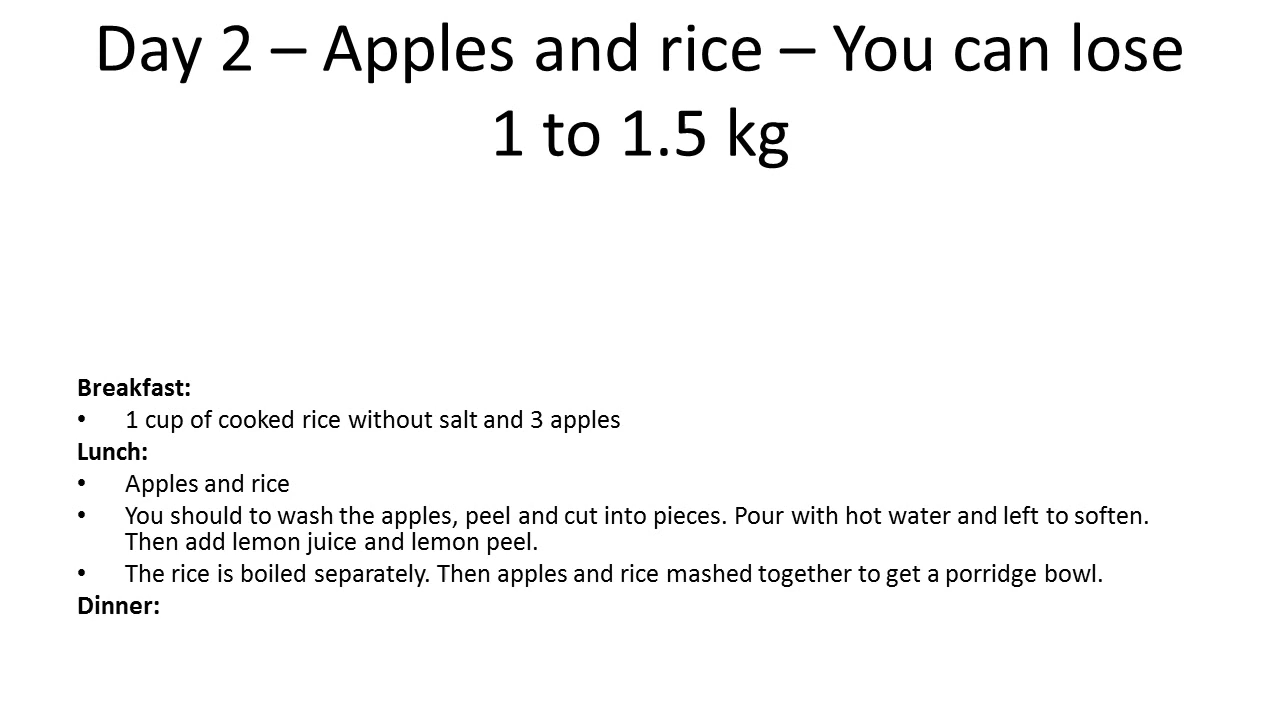 Day 2 – Apples and rice – You can lose
1 to 1.5 kg
Breakfast:
• 1 cup of cooked rice without salt and 3 apples
Lunch:
• Apples and rice
• You should to wash the apples, peel and cut into pieces. Pour with hot water and left to soften.
Then add lemon juice and lemon peel.
• The rice is boiled separately. Then apples and rice mashed together to get a porridge bowl.
Dinner: